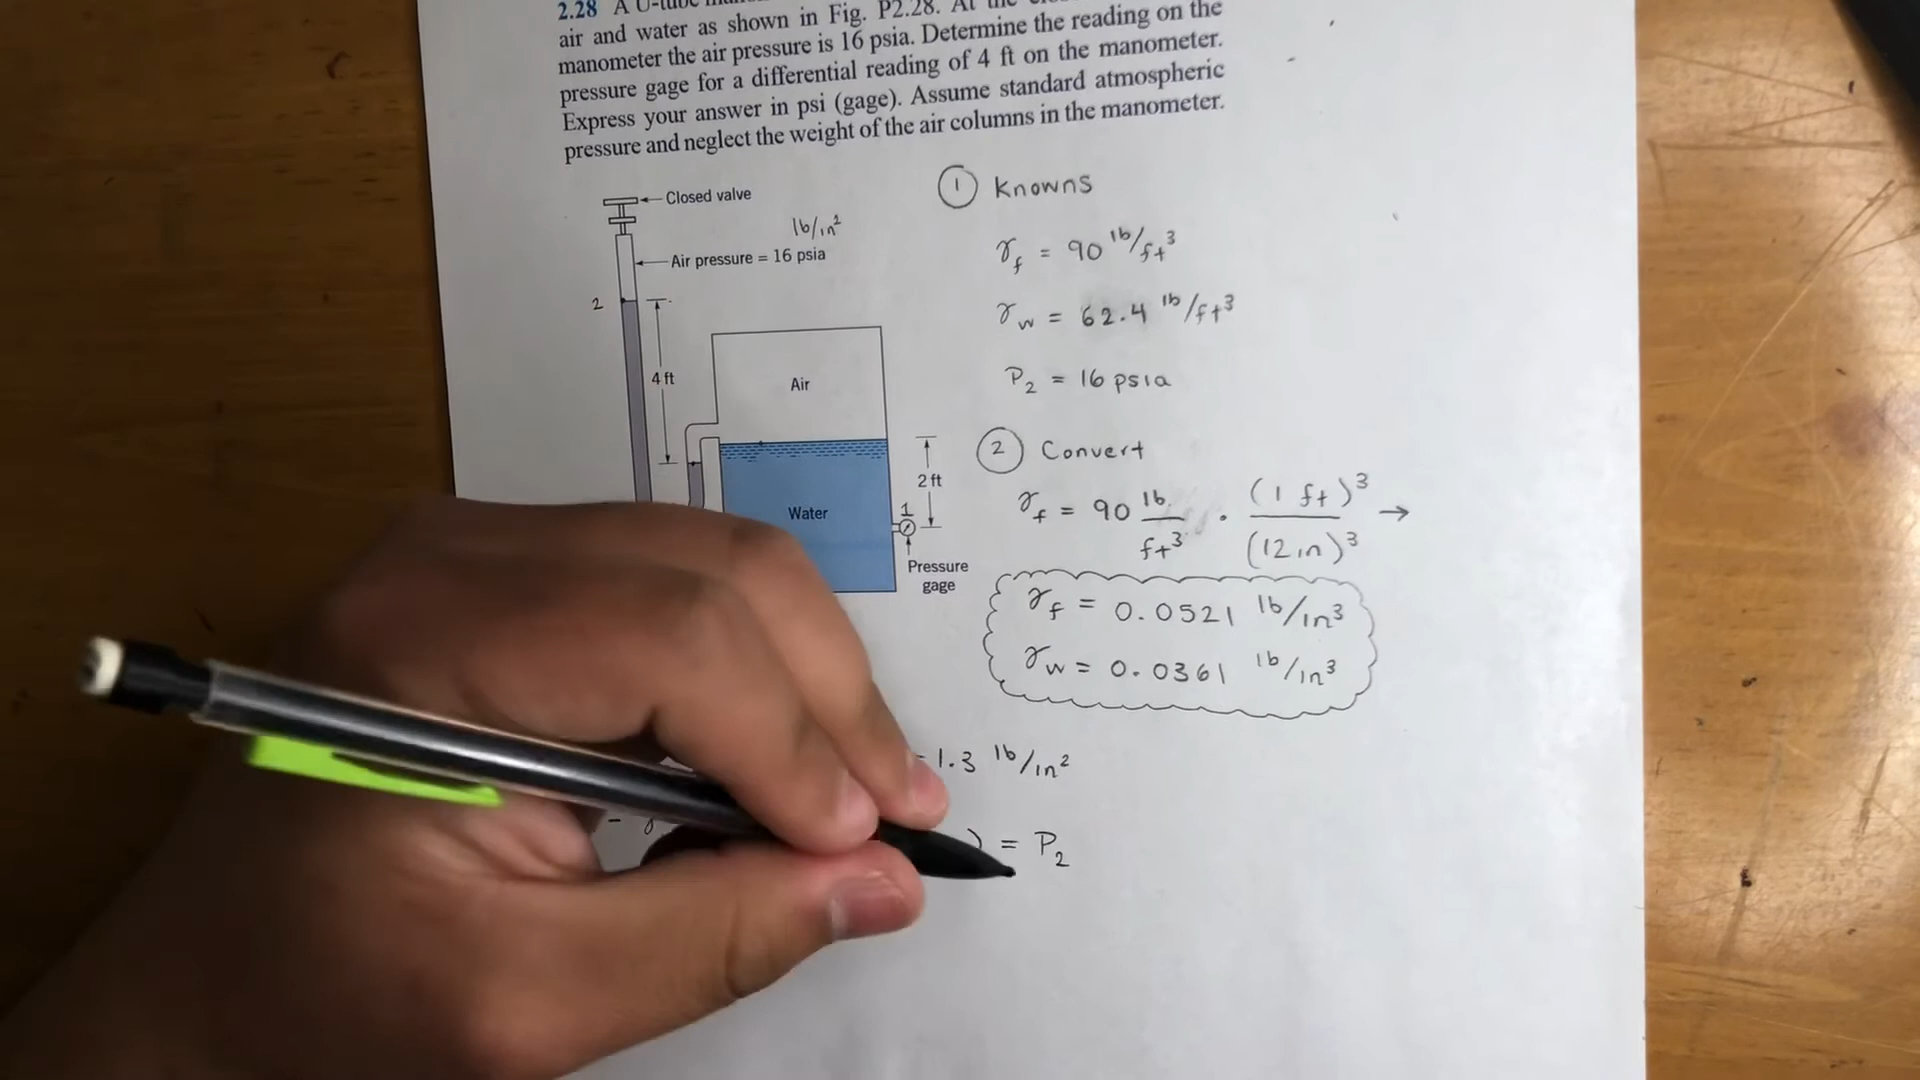 2.28 A U-tube
air and water as shown in Fig. P2.28. At the
manometer the air pressure is 16 psia. Determine the reading on the
pressure gage for a differential reading of 4 ft on the manometer.
Express your answer in psi (gage). Assume standard atmospheric
pressure and neglect the weight of the air columns in the manometer.
Closed valve
lb/in²
Air pressure = 16 psia
2
4 ft
Air
Water
2 ft
1
Pressure
gage
① Knowns
γf = 90 lb/ft³
γw = 62.4 lb/ft³
P₂ = 16 psia
② Convert
γf = 90 lb/ft³ · (1 ft)³/(12 in)³ →
γf = 0.0521 lb/in³
γw = 0.0361 lb/in³
1.3 lb/in²
) = P₂